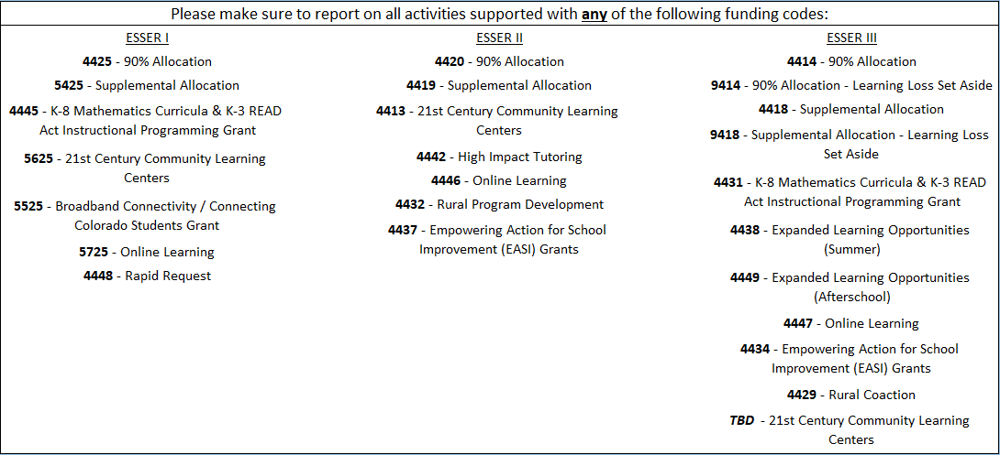 Please make sure to report on all activities supported with any of the following funding codes:
ESSER I
4425 - 90% Allocation
5425 - Supplemental Allocation
4445 - K-8 Mathematics Curricula & K-3 READ
Act Instructional Programming Grant
5625 - 21st Century Community Learning
Centers
5525 - Broadband Connectivity / Connecting
Colorado Students Grant
5725 - Online Learning
4448 - Rapid Request
ESSER II
4420 - 90% Allocation
4419 - Supplemental Allocation
4413 - 21st Century Community Learning
Centers
4442 - High Impact Tutoring
4446 - Online Learning
4432 - Rural Program Development
4437 - Empowering Action for School
Improvement (EASI) Grants
ESSER III
4414 - 90% Allocation
9414 - 90% Allocation - Learning Loss Set Aside
4418 - Supplemental Allocation
9418 - Supplemental Allocation - Learning Loss
Set Aside
4431 - K-8 Mathematics Curricula & K-3 READ
Act Instructional Programming Grant
4438 - Expanded Learning Opportunities
(Summer)
4449 - Expanded Learning Opportunities
(Afterschool)
4447 - Online Learning
4434 - Empowering Action for School
Improvement (EASI) Grants
4429 - Rural Coaction
TBD - 21st Century Community Learning
Centers